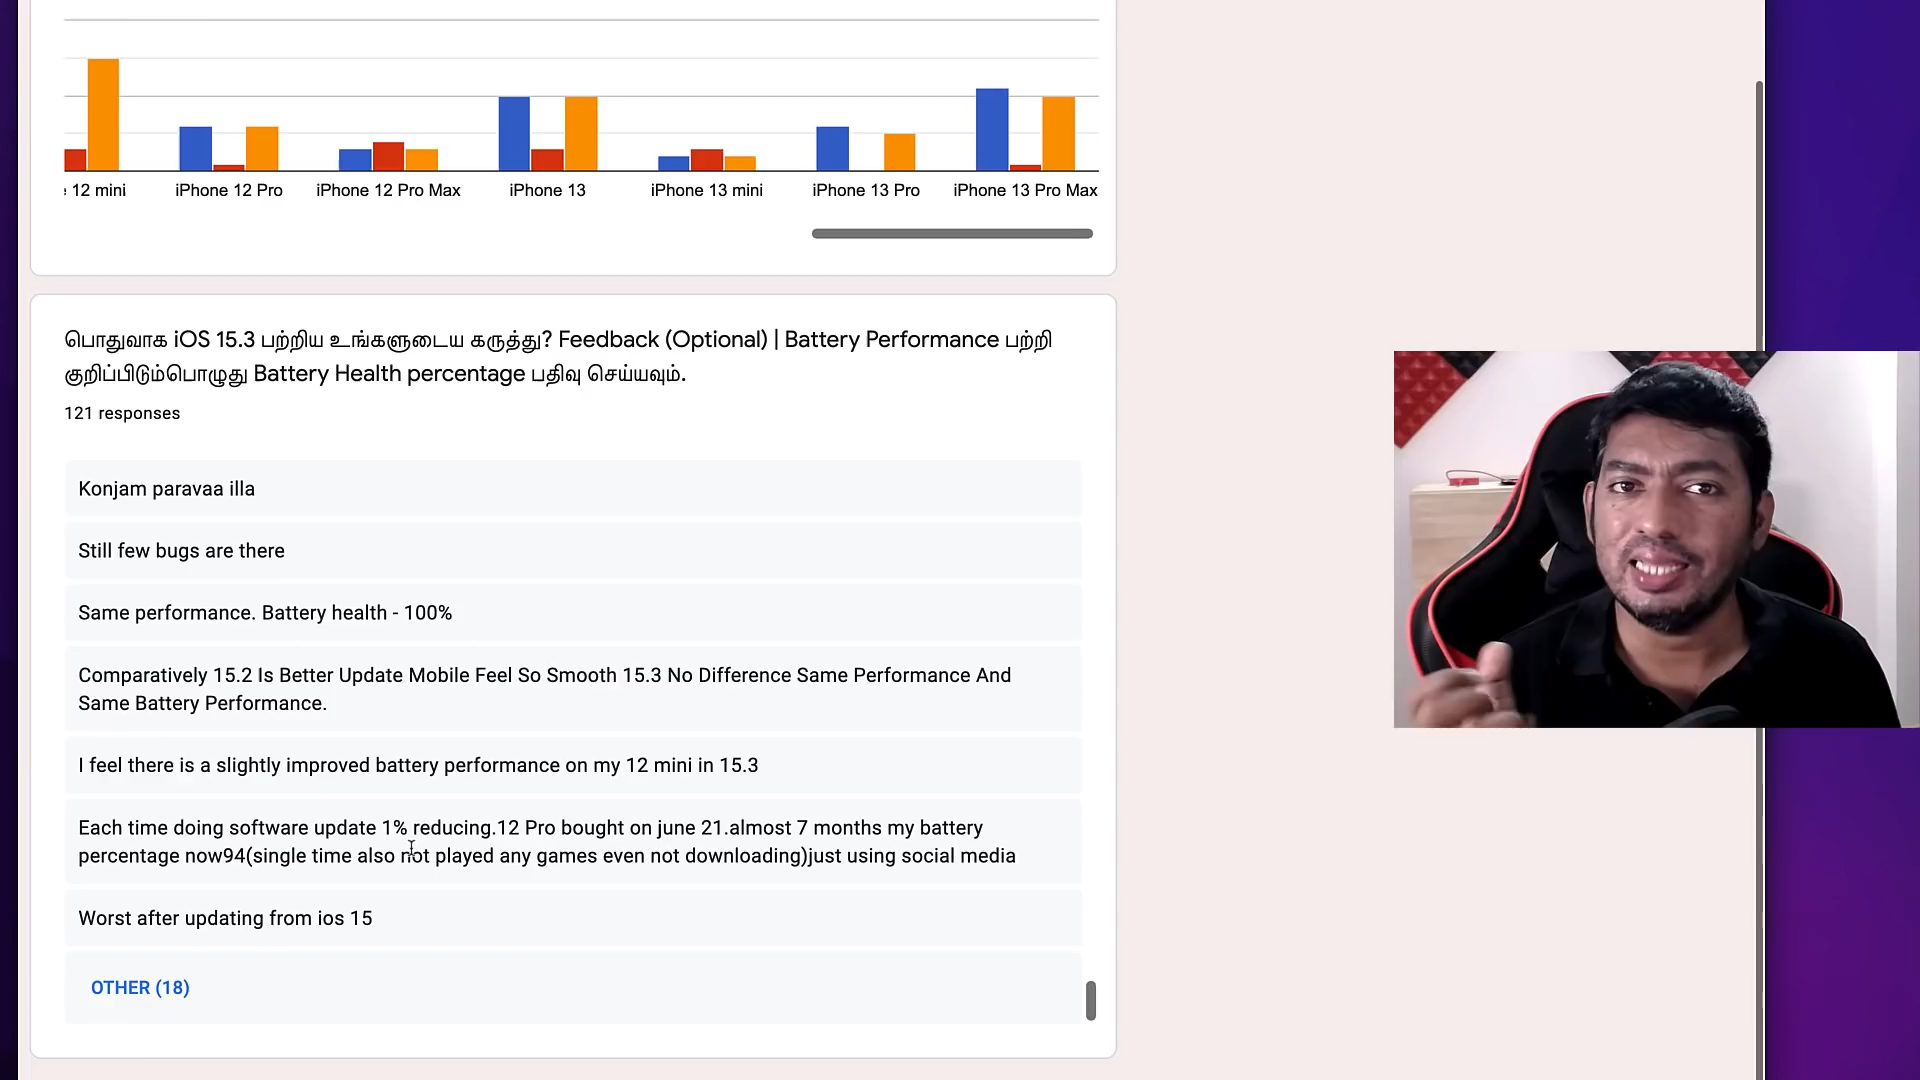 12 mini
iPhone 12 Pro
iPhone 12 Pro Max
iPhone 13
iPhone 13 mini
iPhone 13 Pro
iPhone 13 Pro Max
பொதுவாக iOS 15.3 பற்றிய உங்களுடைய கருத்து? Feedback (Optional) | Battery Performance பற்றி
குறிப்பிடும்பொழுது Battery Health percentage பதிவு செய்யவும்.
121 responses
Konjam paravaa illa
Still few bugs are there
Same performance. Battery health - 100%
Comparatively 15.2 Is Better Update Mobile Feel So Smooth 15.3 No Difference Same Performance And
Same Battery Performance.
I feel there is a slightly improved battery performance on my 12 mini in 15.3
Each time doing software update 1% reducing.12 Pro bought on june 21.almost 7 months my battery
percentage now94(single time also not played any games even not downloading)just using social media
Worst after updating from ios 15
OTHER (18)